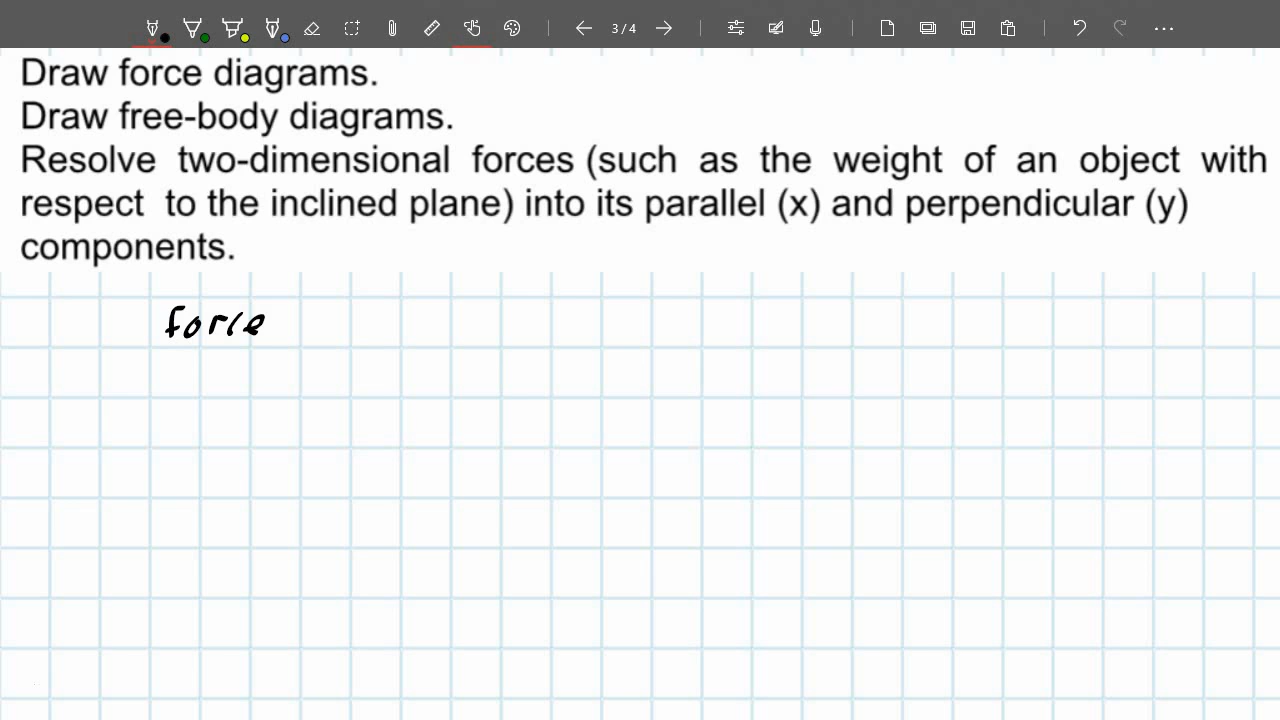 3 / 4
Draw force diagrams.
Draw free-body diagrams.
Resolve two-dimensional forces (such as the weight of an object with
respect to the inclined plane) into its parallel (x) and perpendicular (y)
components.
force